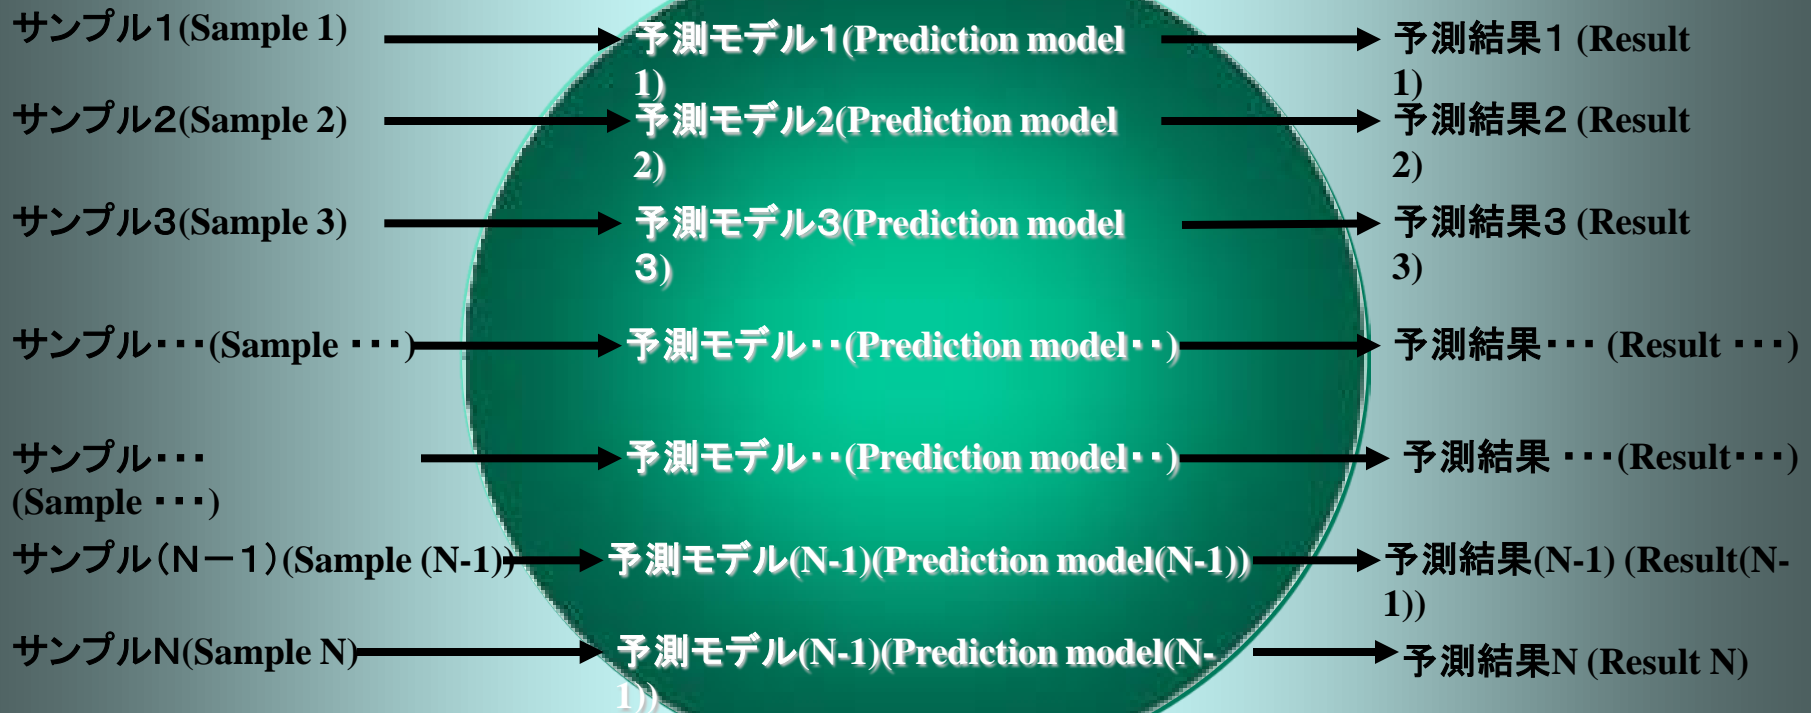 サンプル1(Sample 1)
予測モデル1(Prediction model
1)
予測結果1 (Result
1)
サンプル2(Sample 2)
予測モデル2(Prediction model
2)
予測結果2 (Result
2)
サンプル3(Sample 3)
予測モデル3(Prediction model
3)
予測結果3 (Result
3)
サンプル・・・(Sample ・・・)
予測モデル・・(Prediction model・・)
予測結果・・・ (Result ・・・)
サンプル・・・
(Sample ・・・)
予測モデル・・(Prediction model・・)
予測結果 ・・・(Result・・・)
サンプル(N-1)(Sample (N-1))
予測モデル(N-1)(Prediction model(N-1))
予測結果(N-1) (Result(N-
1))
サンプルN(Sample N)
予測モデル(N-1)(Prediction model(N-
1))
予測結果N (Result N)